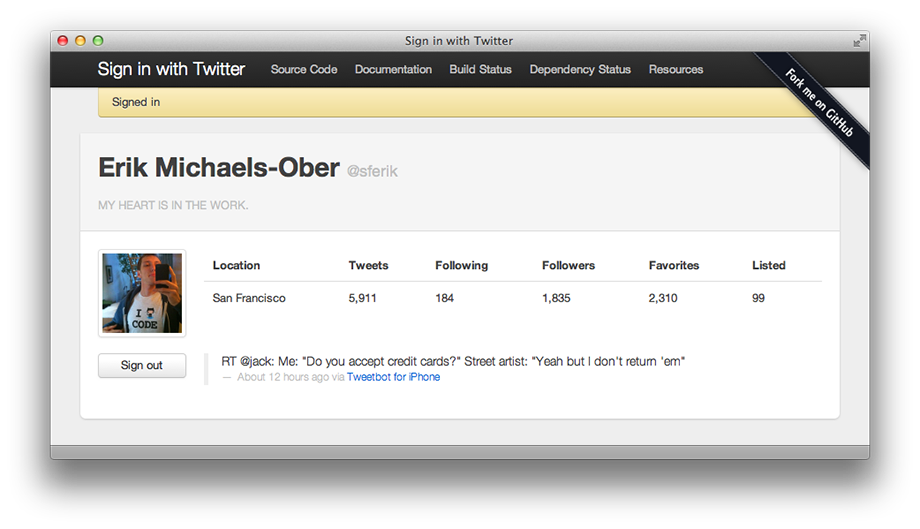 Sign in with Twitter
Sign in with Twitter Source Code Documentation Build Status Dependency Status Resources
Fork me on GitHub
Signed in
Erik Michaels-Ober @sferik
MY HEART IS IN THE WORK.
Location Tweets Following Followers Favorites Listed
San Francisco 5,911 184 1,835 2,310 99
I
CODE
Sign out
RT @jack: Me: "Do you accept credit cards?" Street artist: "Yeah but I don't return 'em"
— About 12 hours ago via Tweetbot for iPhone